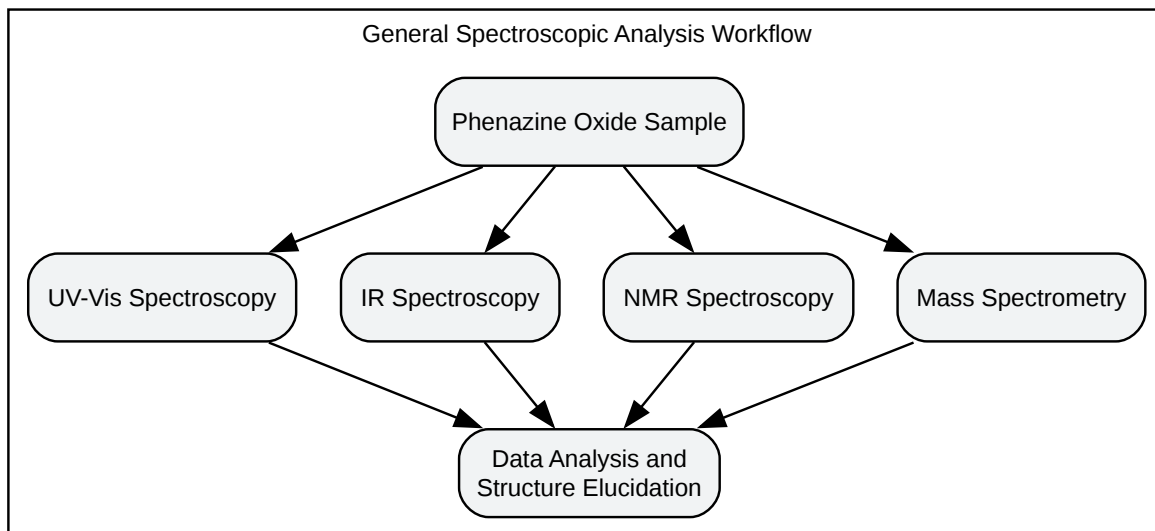 General Spectroscopic Analysis Workflow
Phenazine Oxide Sample
UV-Vis Spectroscopy
IR Spectroscopy
NMR Spectroscopy
Mass Spectrometry
Data Analysis and
Structure Elucidation